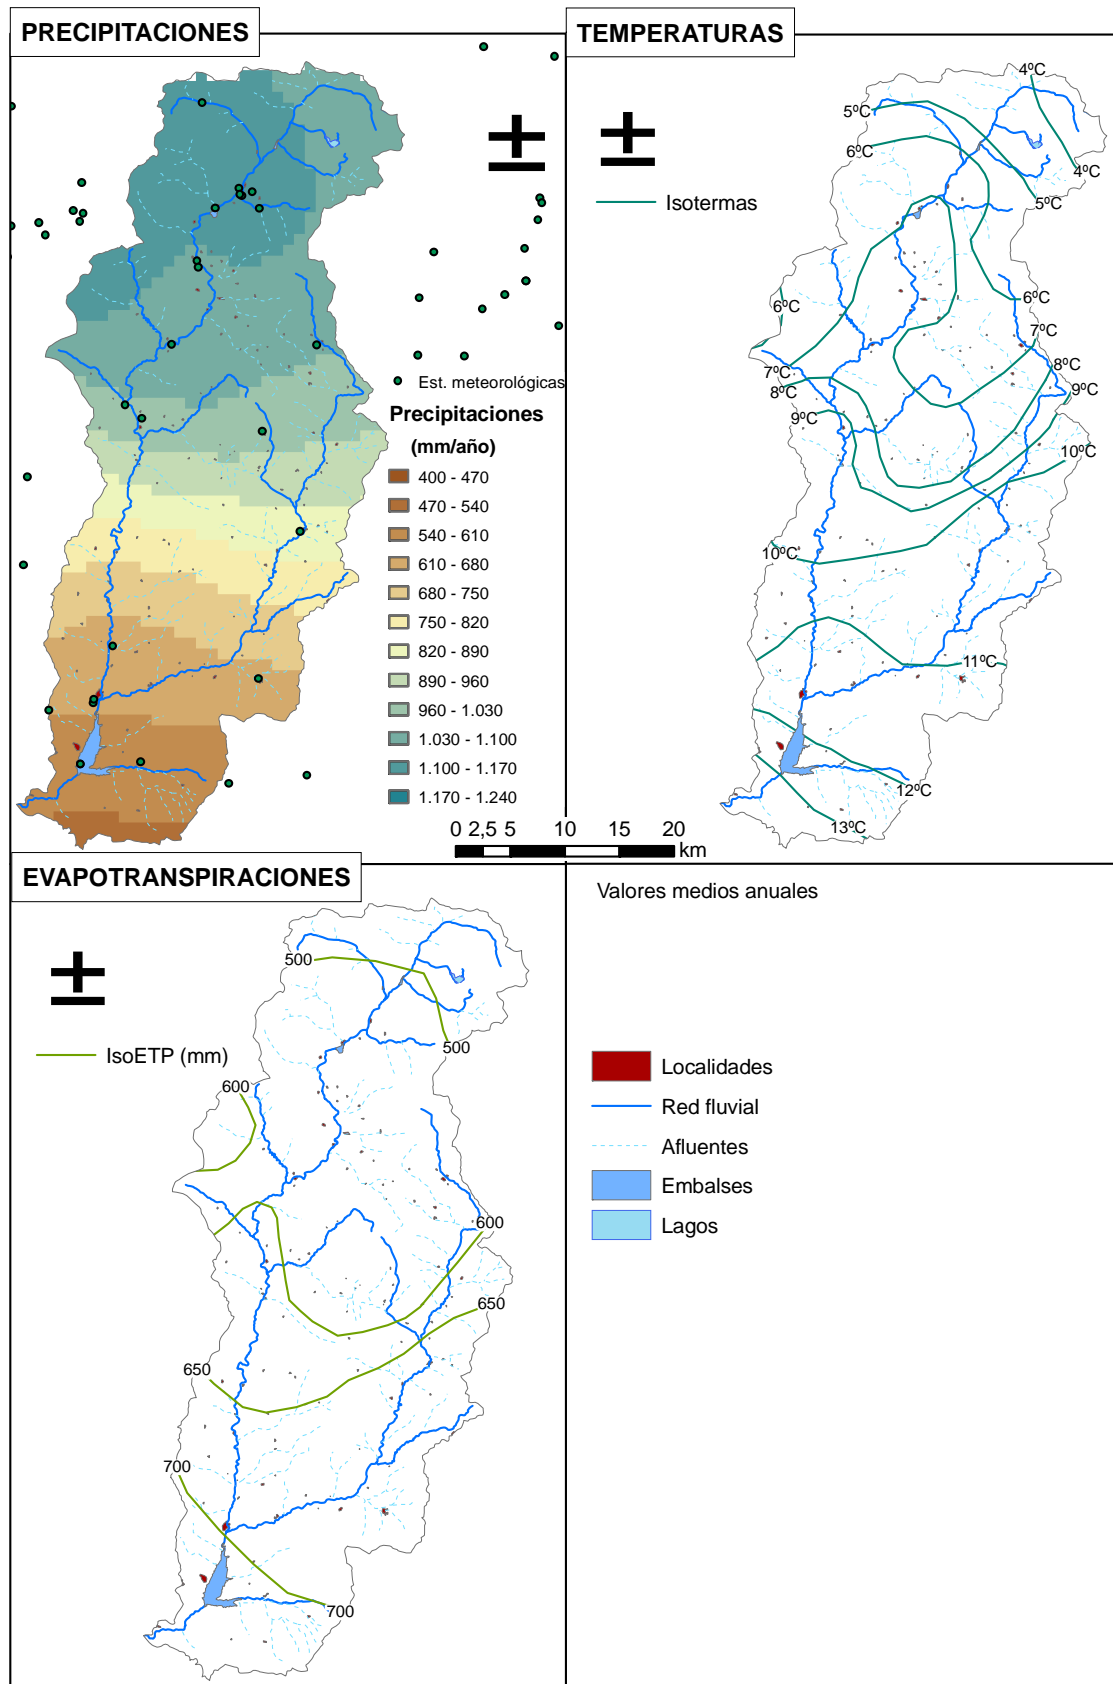 PRECIPITACIONES
Est. meteorológicas
Precipitaciones
(mm/año)
400 - 470
470 - 540
540 - 610
610 - 680
680 - 750
750 - 820
820 - 890
890 - 960
960 - 1.030
1.030 - 1.100
1.100 - 1.170
1.170 - 1.240
TEMPERATURAS
Isotermas
4ºC
5ºC
6ºC
4ºC
5ºC
6ºC
6ºC
7ºC
7ºC
8ºC
8ºC
9ºC
9ºC
10ºC
10ºC
11ºC
12ºC
13ºC
0 2,5 5 10 15 20
km
EVAPOTRANSPIRACIONES
IsoETP (mm)
500
500
600
600
650
650
700
700
Valores medios anuales
Localidades
Red fluvial
Afluentes
Embalses
Lagos